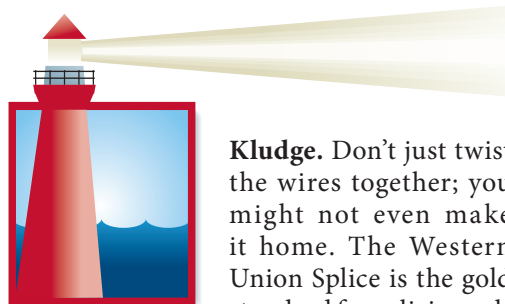 Kludge. Don't just twist
the wires together; you
might not even make
it home. The Western
Union Splice is the gold